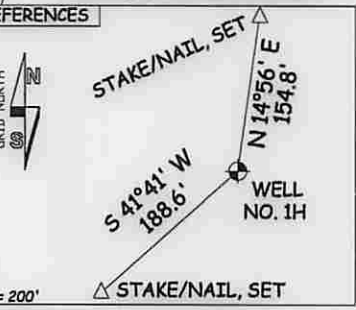 EFERENCES
GRID NORTH
N
S
STAKE/NAIL, SET
N 14°56' E
154.8'
S 41°41' W
188.6'
WELL
NO. 1H
= 200'
STAKE/NAIL, SET